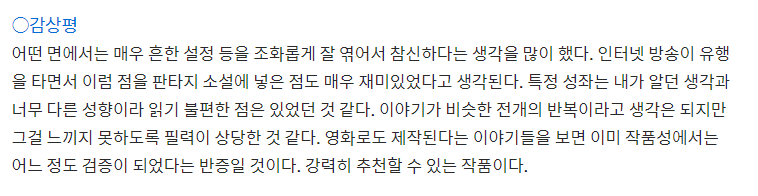 ○감상평
어떤 면에서는 매우 흔한 설정 등을 조화롭게 잘 엮어서 참신하다는 생각을 많이 했다. 인터넷 방송이 유행
을 타면서 이럼 점을 판타지 소설에 넣은 점도 매우 재미있었다고 생각된다. 특정 성좌는 내가 알던 생각과
너무 다른 성향이라 읽기 불편한 점은 있었던 것 같다. 이야기가 비슷한 전개의 반복이라고 생각은 되지만
그걸 느끼지 못하도록 필력이 상당한 것 같다. 영화로도 제작된다는 이야기들을 보면 이미 작품성에서는
어느 정도 검증이 되었다는 반증일 것이다. 강력히 추천할 수 있는 작품이다.